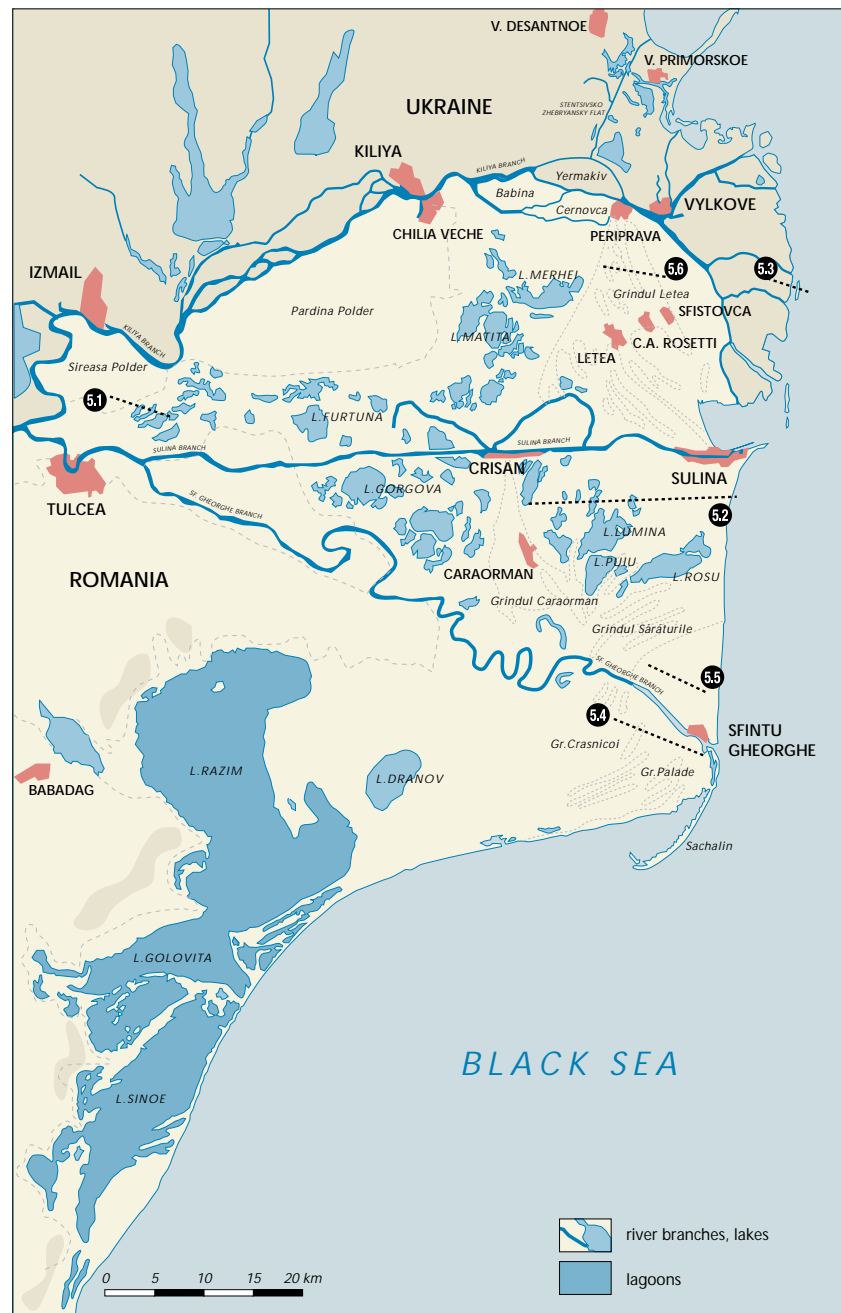 V. DESANTNOE
V. PRIMORSKOE
STENTSIVSKO
ZHEBRYANSKY FLAT
UKRAINE
KILIYA
KILIYA BRANCH
Yermakiv
Babina
Cernovca
VYLKOVE
PERIPRAVA
CHILIA VECHE
IZMAIL
L.MERHEI
5.6
5.3
Grindul Letea
Pardina Polder
SFISTOVCA
KILIYA BRANCH
L.MATITA
C.A. ROSETTI
LETEA
Sireasa Polder
5.1
L.FURTUNA
SULINA BRANCH
SULINA BRANCH
CRISAN
SULINA
TULCEA
L.GORGOVA
SF. GHEORGHE BRANCH
5.2
L.LUMINA
L.PUIU
L.ROSU
CARAORMAN
ROMANIA
Grindul Caraorman
Grindul Sărăturile
SF. GHEORGHE BRANCH
5.5
5.4
SFINTU
GHEORGHE
Gr.Crasnicoi
L.RAZIM
L.DRANOV
Gr.Palade
BABADAG
Sachalin
L.GOLOVITA
BLACK SEA
L.SINOE
river branches, lakes
0 5 10 15 20 km
lagoons